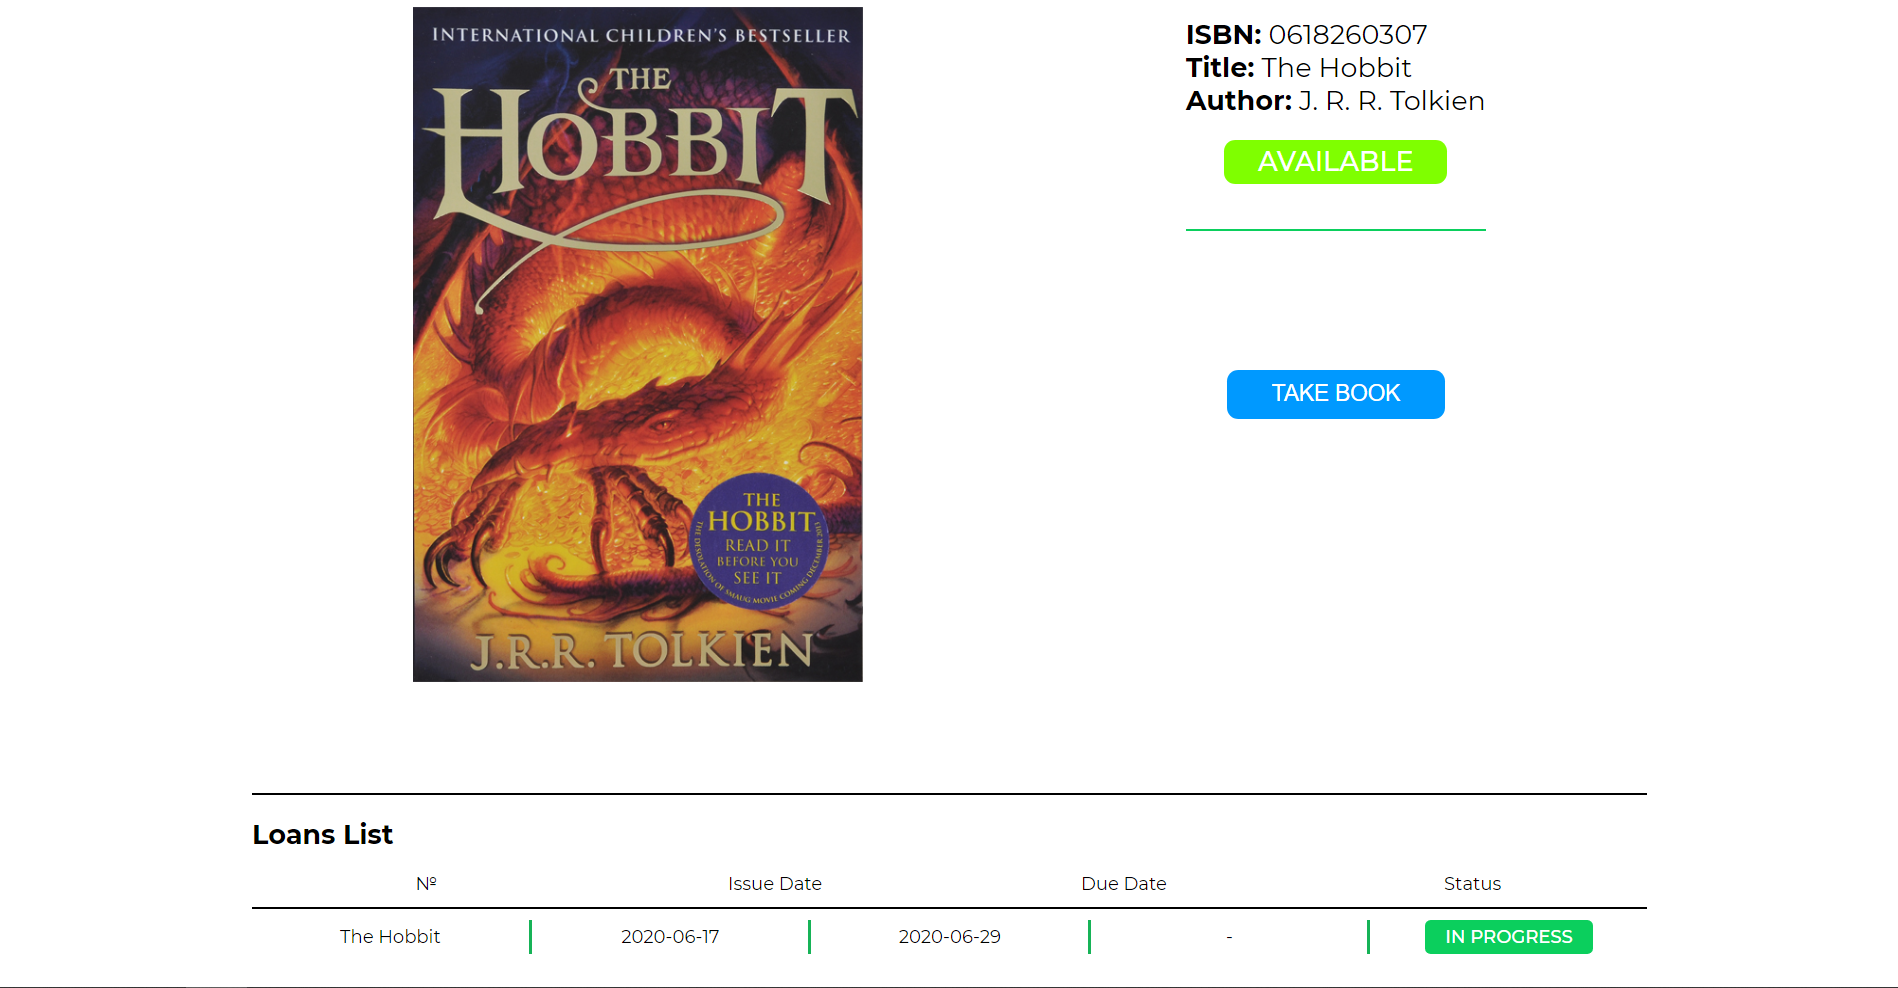 INTERNATIONAL CHILDREN'S BESTSELLER
THE
HOBBIT
THE
HOBBIT
READ IT
BEFORE YOU
SEE IT
THE DESOLATION OF SMAUG MOVIE COMING DECEMBER 2013
J.R.R. TOLKIEN
ISBN: 0618260307
Title: The Hobbit
Author: J. R. R. Tolkien
AVAILABLE
TAKE BOOK
Loans List
Nº Issue Date Due Date Status
The Hobbit 2020-06-17 2020-06-29 - IN PROGRESS